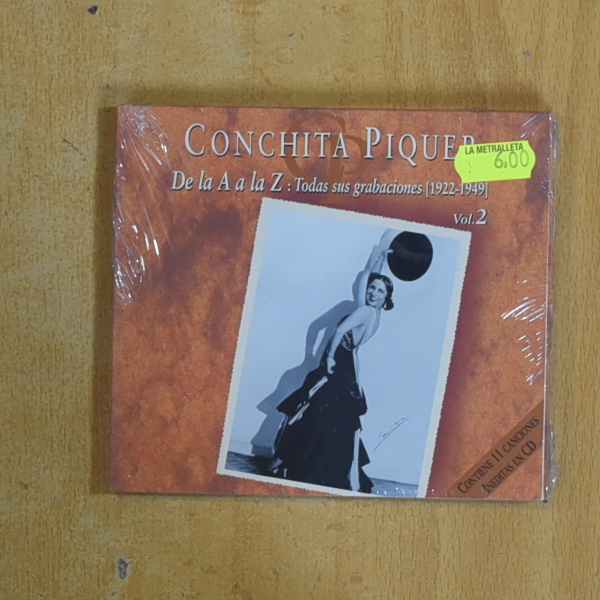 CONCHITA PIQUER
LA METRALLETA
6,00
De la A a la Z : Todas sus grabaciones [1922-1949]
Vol.2
CONTIENE 11 CANCIONES
INEDITAS EN CD